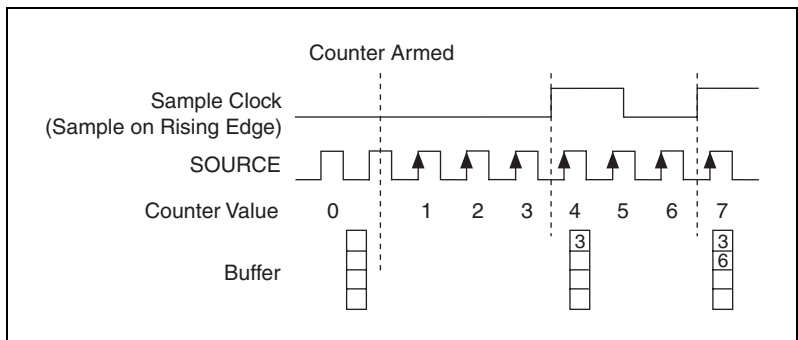 Counter Armed
Sample Clock
(Sample on Rising Edge)
SOURCE
Counter Value 0 1 2 3 4 5 6 7
Buffer
3 3
6